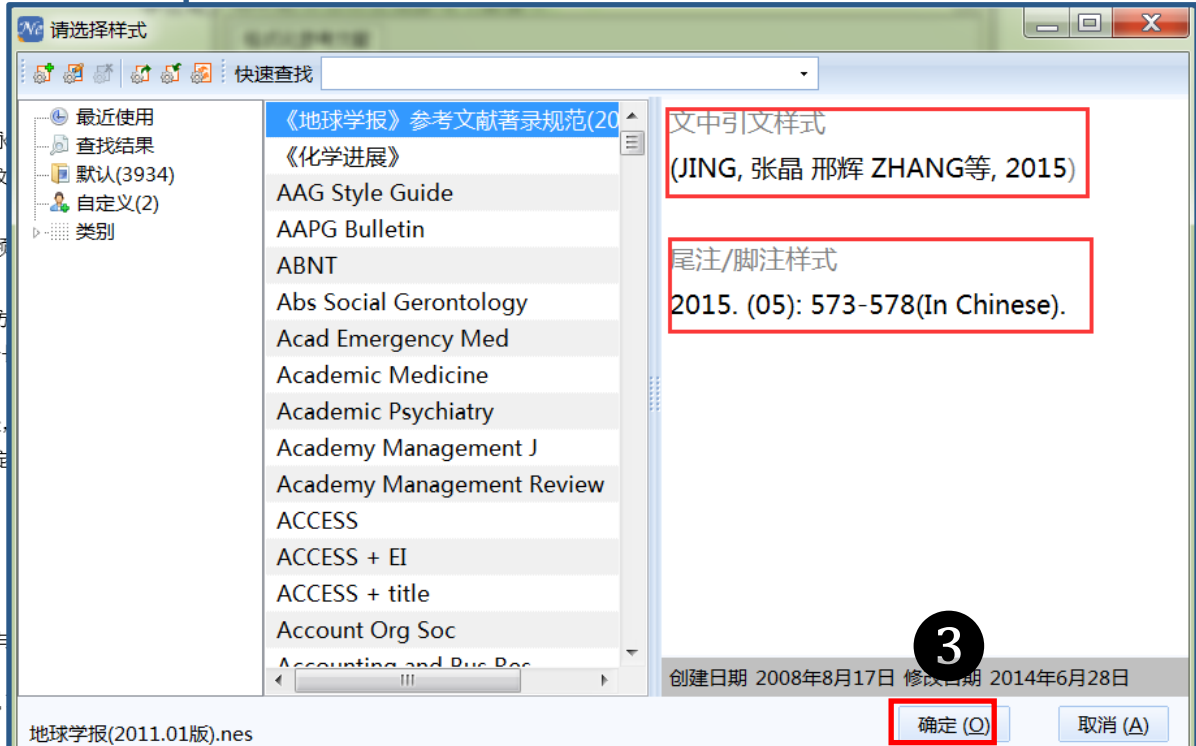 Ne 请选择样式
快速查找
最近使用
查找结果
默认(3934)
自定义(2)
类别
《地球学报》参考文献著录规范(20
《化学进展》
AAG Style Guide
AAPG Bulletin
ABNT
Abs Social Gerontology
Acad Emergency Med
Academic Medicine
Academic Psychiatry
Academy Management J
Academy Management Review
ACCESS
ACCESS + EI
ACCESS + title
Account Org Soc
Accounting and Bus Res
文中引文样式
(JING, 张晶 邢辉 ZHANG等, 2015)
尾注/脚注样式
2015. (05): 573-578(In Chinese).
3
创建日期 2008年8月17日 修改日期 2014年6月28日
地球学报(2011.01版).nes
确定 (O)
取消 (A)